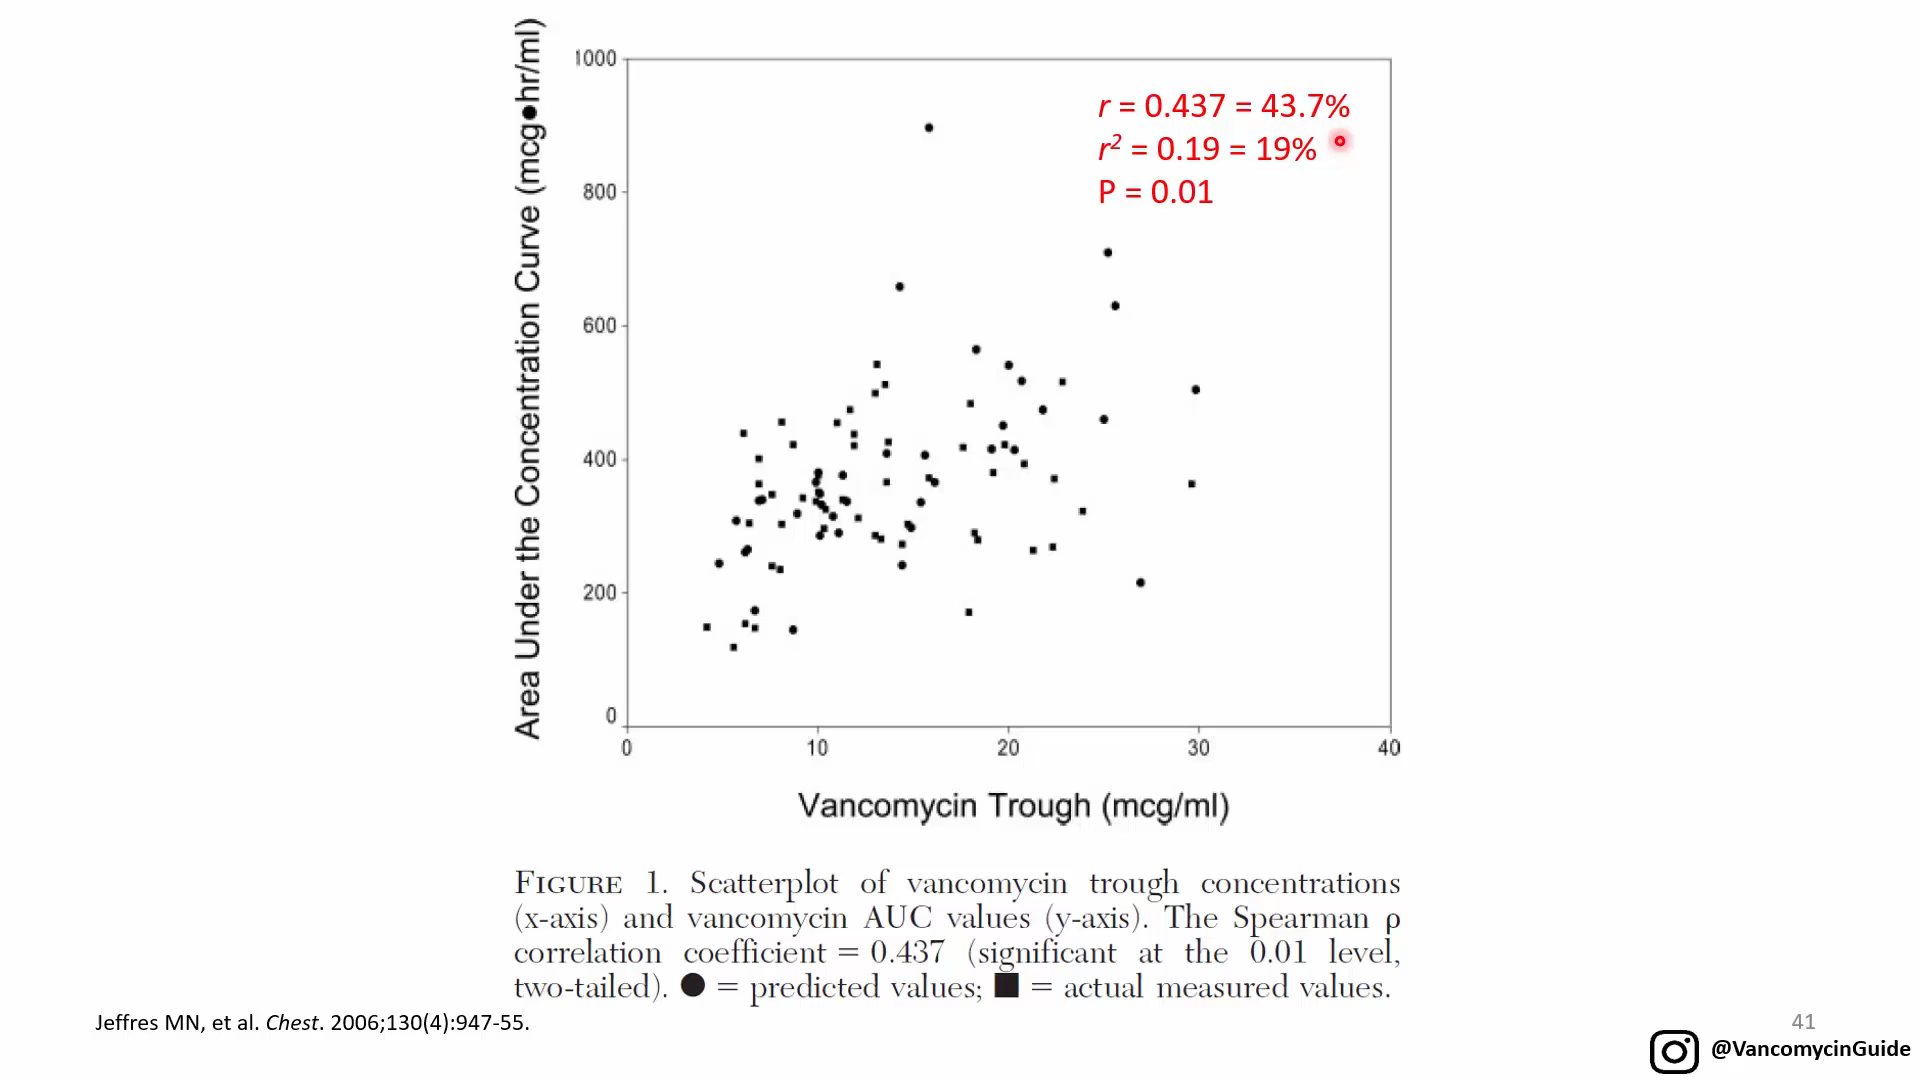 Area Under the Concentration Curve (mcg●hr/ml)
1000
800
600
400
200
0
r = 0.437 = 43.7%
r² = 0.19 = 19%
P = 0.01
0 10 20 30 40
Vancomycin Trough (mcg/ml)
FIGURE 1. Scatterplot of vancomycin trough concentrations
(x-axis) and vancomycin AUC values (y-axis). The Spearman ρ
correlation coefficient = 0.437 (significant at the 0.01 level,
two-tailed). ● = predicted values; ■ = actual measured values.
Jeffres MN, et al. Chest. 2006;130(4):947-55.
41
@VancomycinGuide